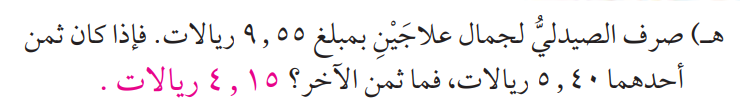 هـ) صرف الصيدليُّ لجمال علاجَيْنِ بمبلغ ٩,٥٥ ريالات. فإذا كان ثمن
أحدهما ٥,٤٠ ريالات، فما ثمن الآخر؟ ٤,١٥ ريالات .